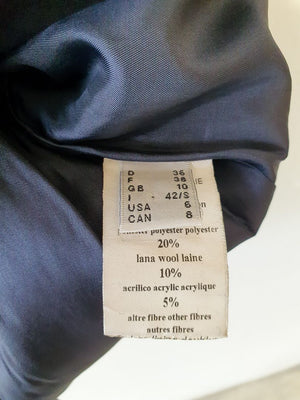 D 36
F 38
GB 10
I 42/S
USA 6
CAN 8
polyester polyester
20%
lana wool laine
10%
acrilico acrylic acrylique
5%
altre fibre other fibres
autres fibres